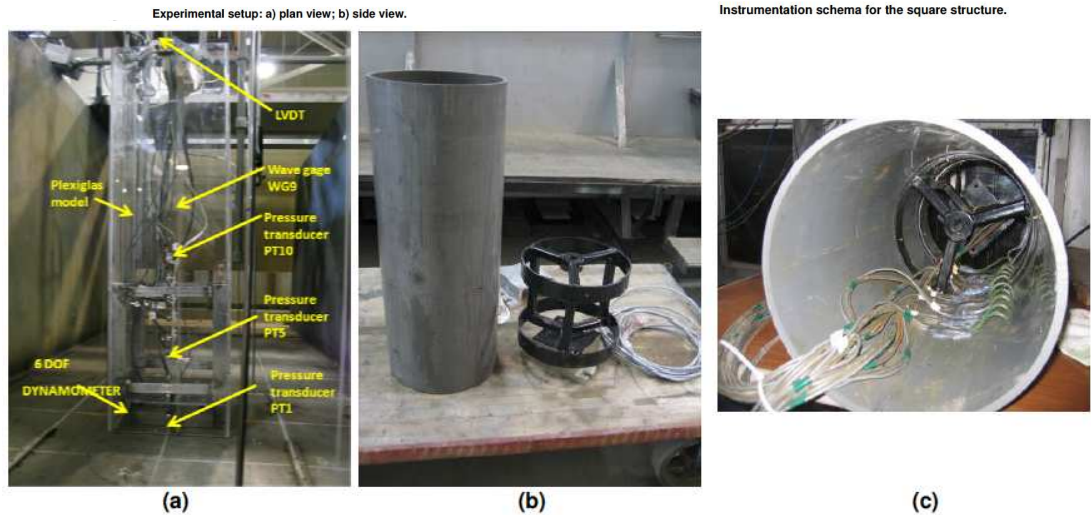 Experimental setup: a) plan view; b) side view.
Instrumentation schema for the square structure.
LVDT
Wave gage
WG9
Plexiglas
model
Pressure
transducer
PT10
Pressure
transducer
PT5
6 DOF
DYNAMOMETER
Pressure
transducer
PT1
(a)
(b)
(c)